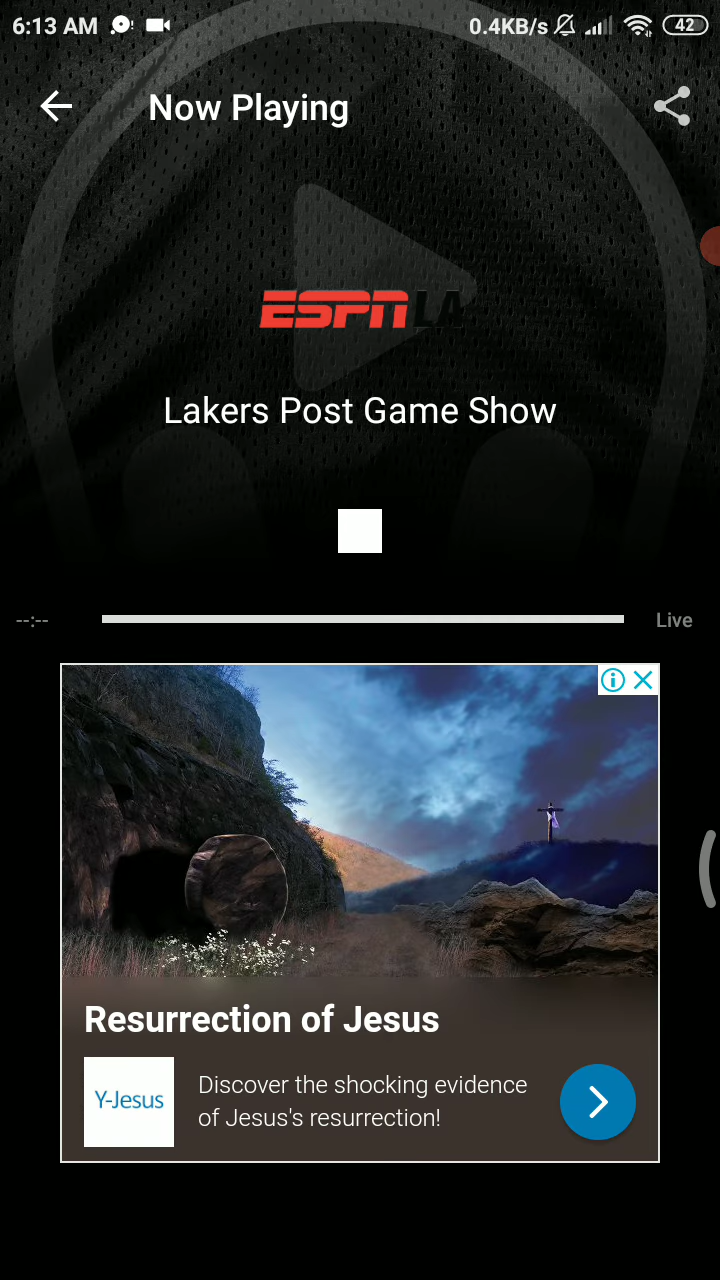 6:13 AM 0.4KB/s 42
Now Playing
ESPN LA
Lakers Post Game Show
--:-- Live
Resurrection of Jesus
Y-Jesus
Discover the shocking evidence
of Jesus's resurrection!